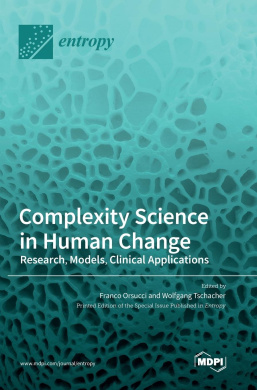 entropy
Complexity Science
in Human Change
Research, Models, Clinical Applications
Edited by
Franco Orsucci and Wolfgang Tschacher
Printed Edition of the Special Issue Published in Entropy
www.mdpi.com/journal/entropy
MDPI